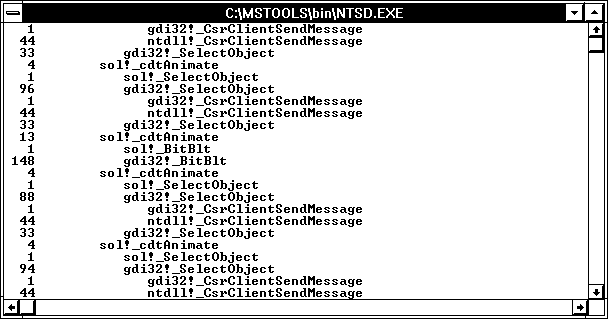 C:\MSTOOLS\bin\NTSD.EXE
1 gdi32!_CsrClientSendMessage
44 ntdll!_CsrClientSendMessage
33 gdi32!_SelectObject
4 sol!_cdtAnimate
1 sol!_SelectObject
96 gdi32!_SelectObject
1 gdi32!_CsrClientSendMessage
44 ntdll!_CsrClientSendMessage
33 gdi32!_SelectObject
13 sol!_cdtAnimate
1 sol!_BitBlt
148 gdi32!_BitBlt
4 sol!_cdtAnimate
1 sol!_SelectObject
88 gdi32!_SelectObject
1 gdi32!_CsrClientSendMessage
44 ntdll!_CsrClientSendMessage
33 gdi32!_SelectObject
4 sol!_cdtAnimate
1 sol!_SelectObject
94 gdi32!_SelectObject
1 gdi32!_CsrClientSendMessage
44 ntdll!_CsrClientSendMessage